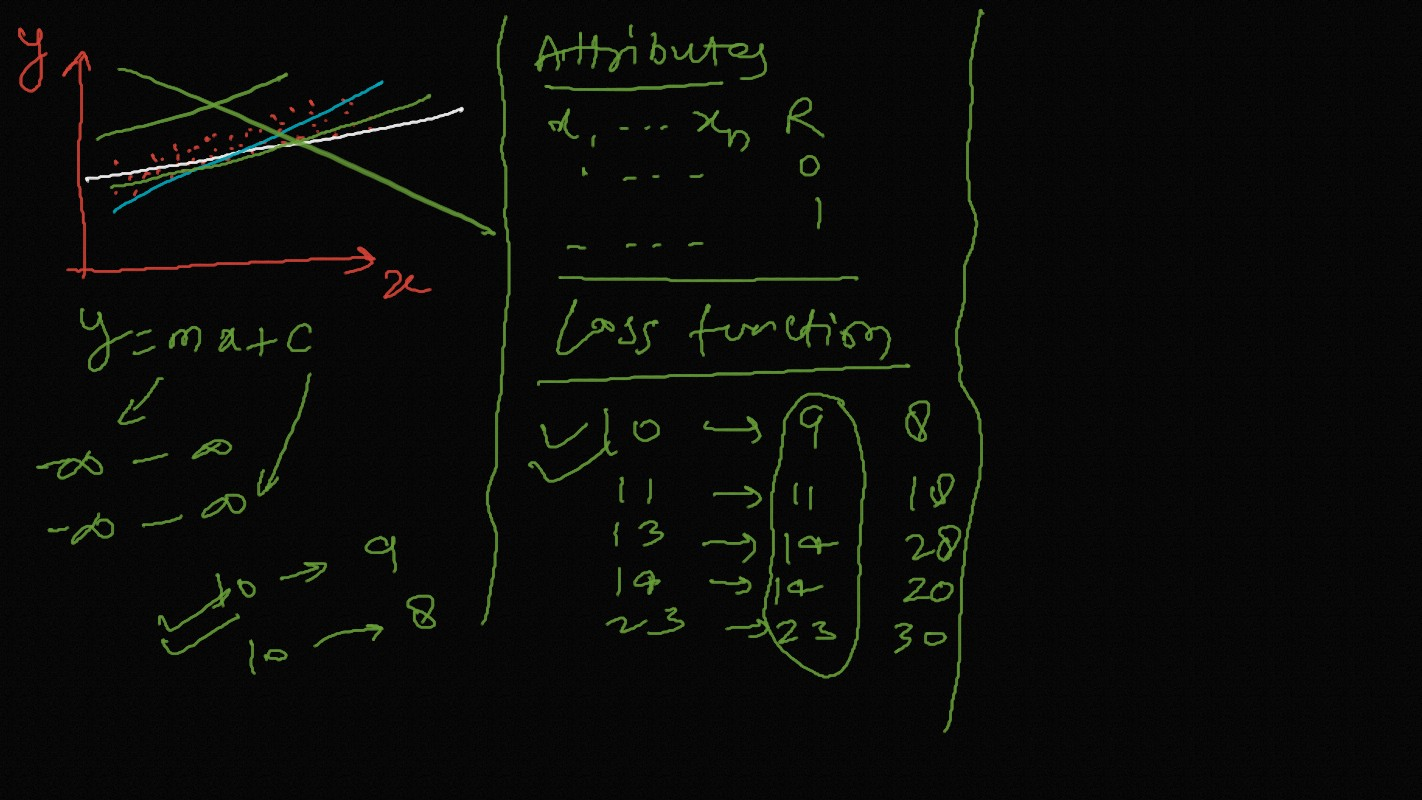 y
x
y = mx + c
-∞ — ∞
-∞ — ∞
10 → 9
10 → 8
Attributes
x₁ --- xₙ R
' --- 0
1
- ---
Loss function
10 → 9 8
11 → 11 18
13 → 14 28
14 → 14 20
23 → 23 30